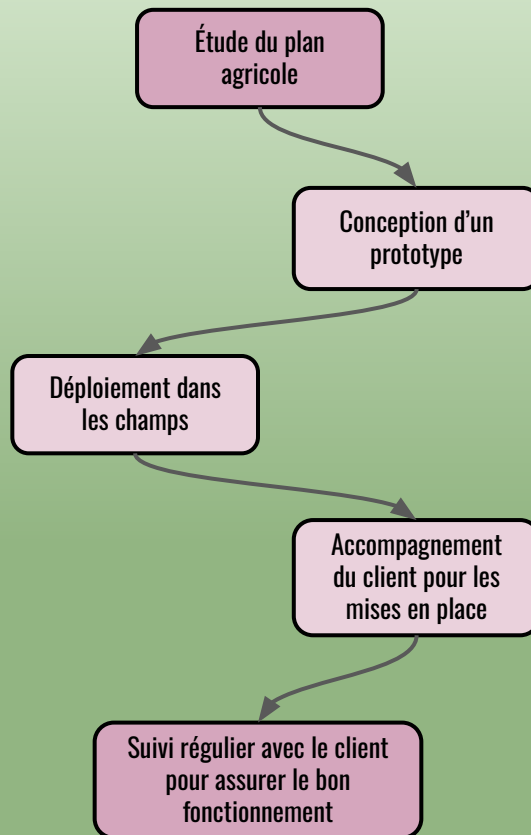 Étude du plan
agricole
Conception d’un
prototype
Déploiement dans
les champs
Accompagnement
du client pour les
mises en place
Suivi régulier avec le client
pour assurer le bon
fonctionnement